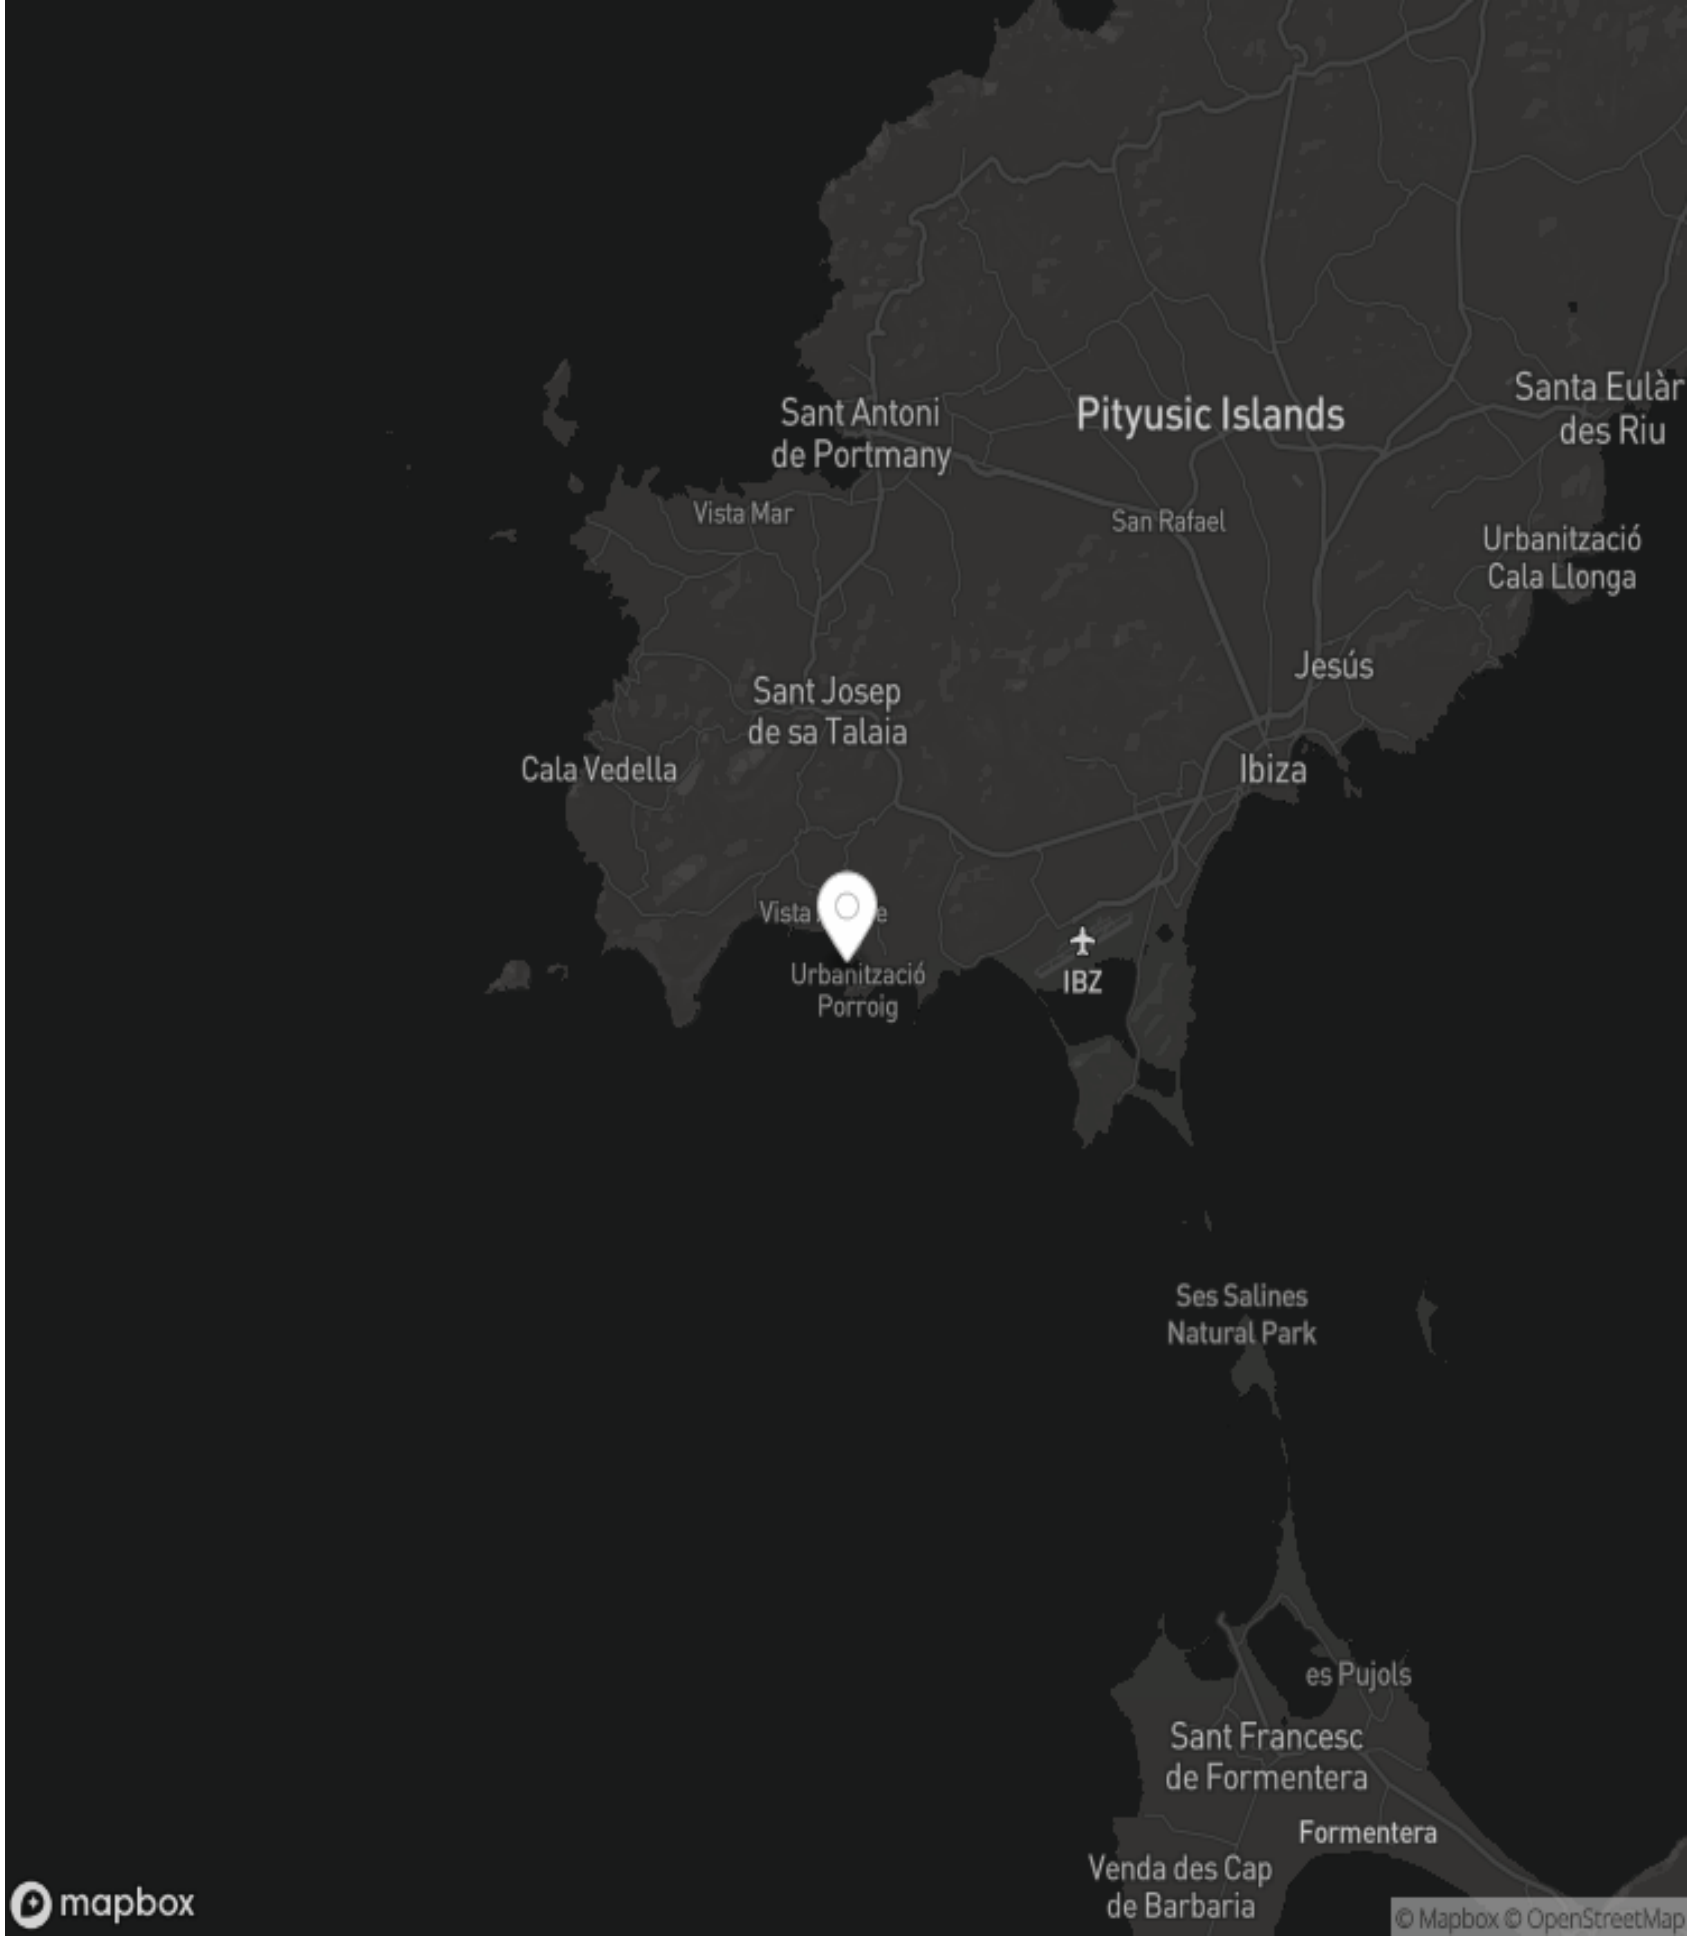 Sant Antoni
de Portmany
Pityusic Islands
Santa Eulàr
des Riu
Vista Mar
San Rafael
Urbanització
Cala Llonga
Jesús
Sant Josep
de sa Talaia
Cala Vedella
Ibiza
Vista
Urbanització
Porroig
IBZ
Ses Salines
Natural Park
es Pujols
Sant Francesc
de Formentera
Formentera
Venda des Cap
de Barbaria
mapbox
© Mapbox © OpenStreetMap